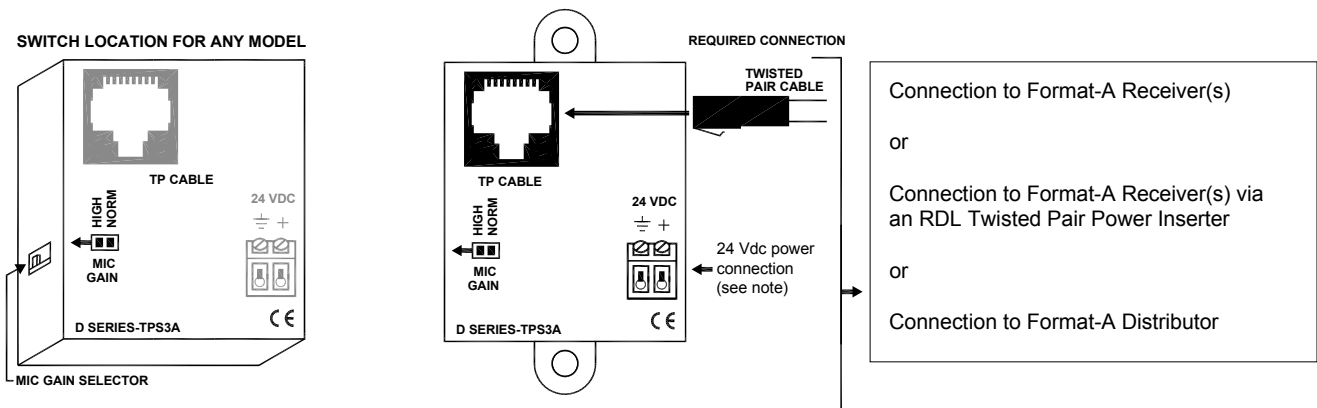 SWITCH LOCATION FOR ANY MODEL
TP CABLE
HIGH
NORM
MIC
GAIN
24 VDC
+
D SERIES-TPS3A
CE
MIC GAIN SELECTOR
REQUIRED CONNECTION
TWISTED
PAIR CABLE
TP CABLE
HIGH
NORM
MIC
GAIN
24 VDC
+
24 Vdc power
connection
(see note)
D SERIES-TPS3A
CE
Connection to Format-A Receiver(s)
or
Connection to Format-A Receiver(s) via
an RDL Twisted Pair Power Inserter
or
Connection to Format-A Distributor